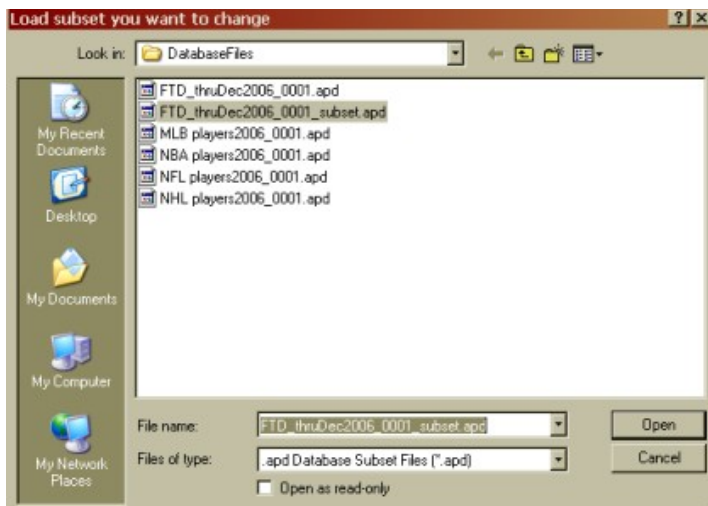 Load subset you want to change
Look in: DatabaseFiles
FTD_thruDec2006_0001.apd
FTD_thruDec2006_0001_subset.apd
MLB players2006_0001.apd
NBA players2006_0001.apd
NFL players2006_0001.apd
NHL players2006_0001.apd
My Recent
Documents
Desktop
My Documents
My Computer
My Network
Places
File name: FTD_thruDec2006_0001_subset.apd Open
Files of type: .apd Database Subset Files (*.apd) Cancel
Open as read-only